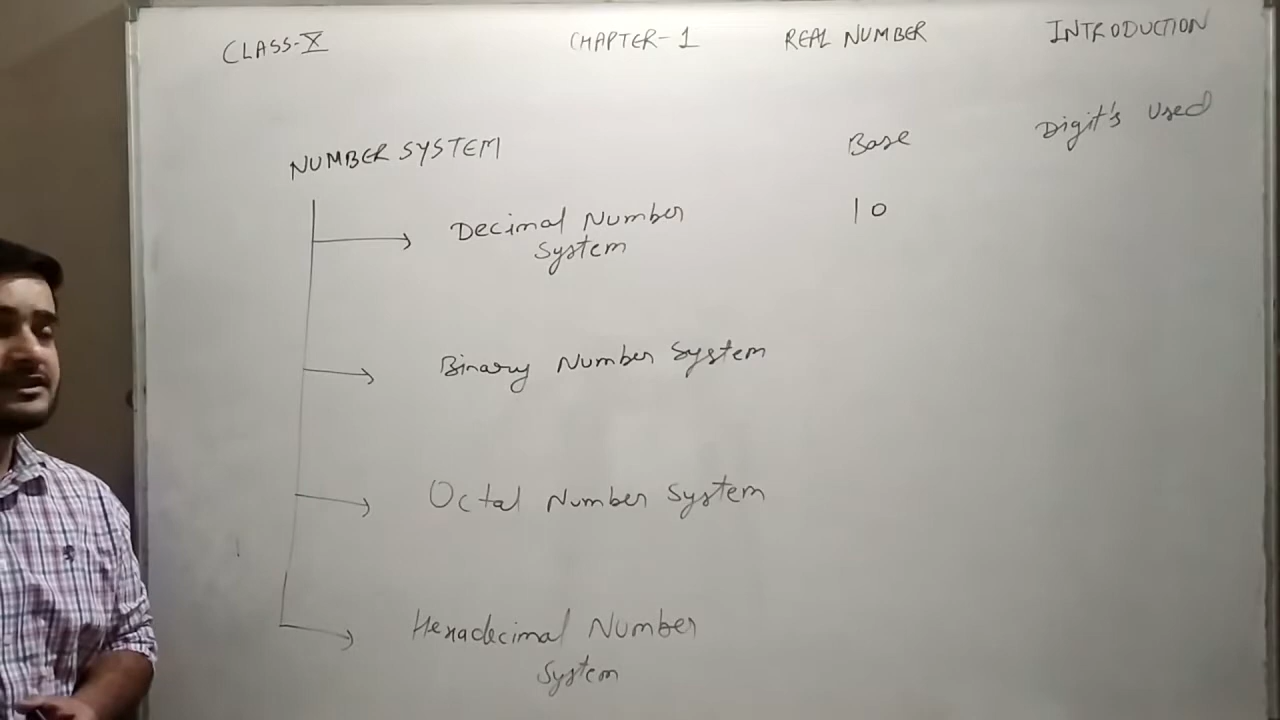 CLASS-X CHAPTER-1 REAL NUMBER INTRODUCTION
NUMBER SYSTEM Base Digit's Used
Decimal Number 10
System
Binary Number System
Octal Number System
Hexadecimal Number
System